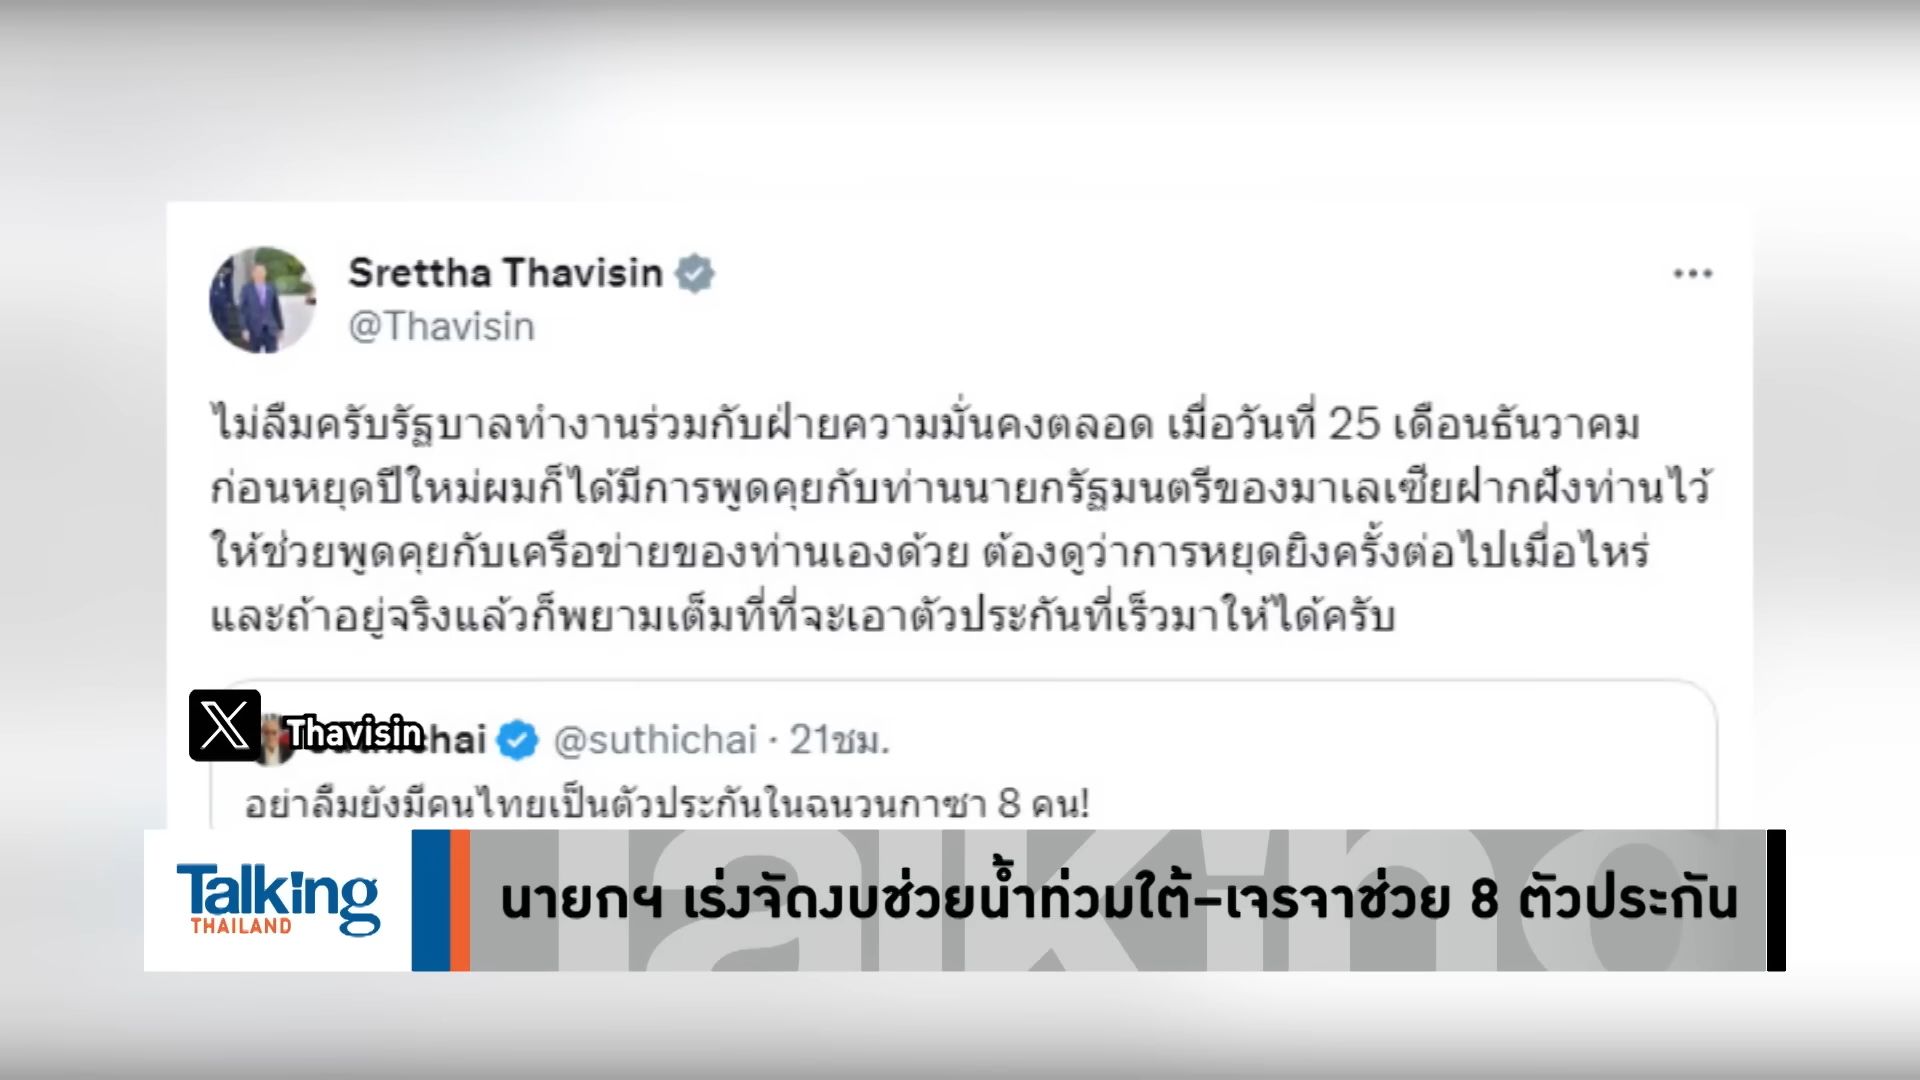 Srettha Thavisin
@Thavisin
ไม่ลืมครับรัฐบาลทำงานร่วมกับฝ่ายความมั่นคงตลอด เมื่อวันที่ 25 เดือนธันวาคม
ก่อนหยุดปีใหม่ผมก็ได้มีการพูดคุยกับท่านนายกรัฐมนตรีของมาเลเซียฝากฝังท่านไว้
ให้ช่วยพูดคุยกับเครือข่ายของท่านเองด้วย ต้องดูว่าการหยุดยิงครั้งต่อไปเมื่อไหร่
และถ้าอยู่จริงแล้วก็พยามเต็มที่ที่จะเอาตัวประกันที่เร็วมาให้ได้ครับ
X Thavisin
@suthichai · 21ชม.
อย่าลืมยังมีคนไทยเป็นตัวประกันในฉนวนกาซา 8 คน!
Talking
THAILAND
นายกฯ เร่งจัดงบช่วยน้ำท่วมใต้-เจรจาช่วย 8 ตัวประกัน